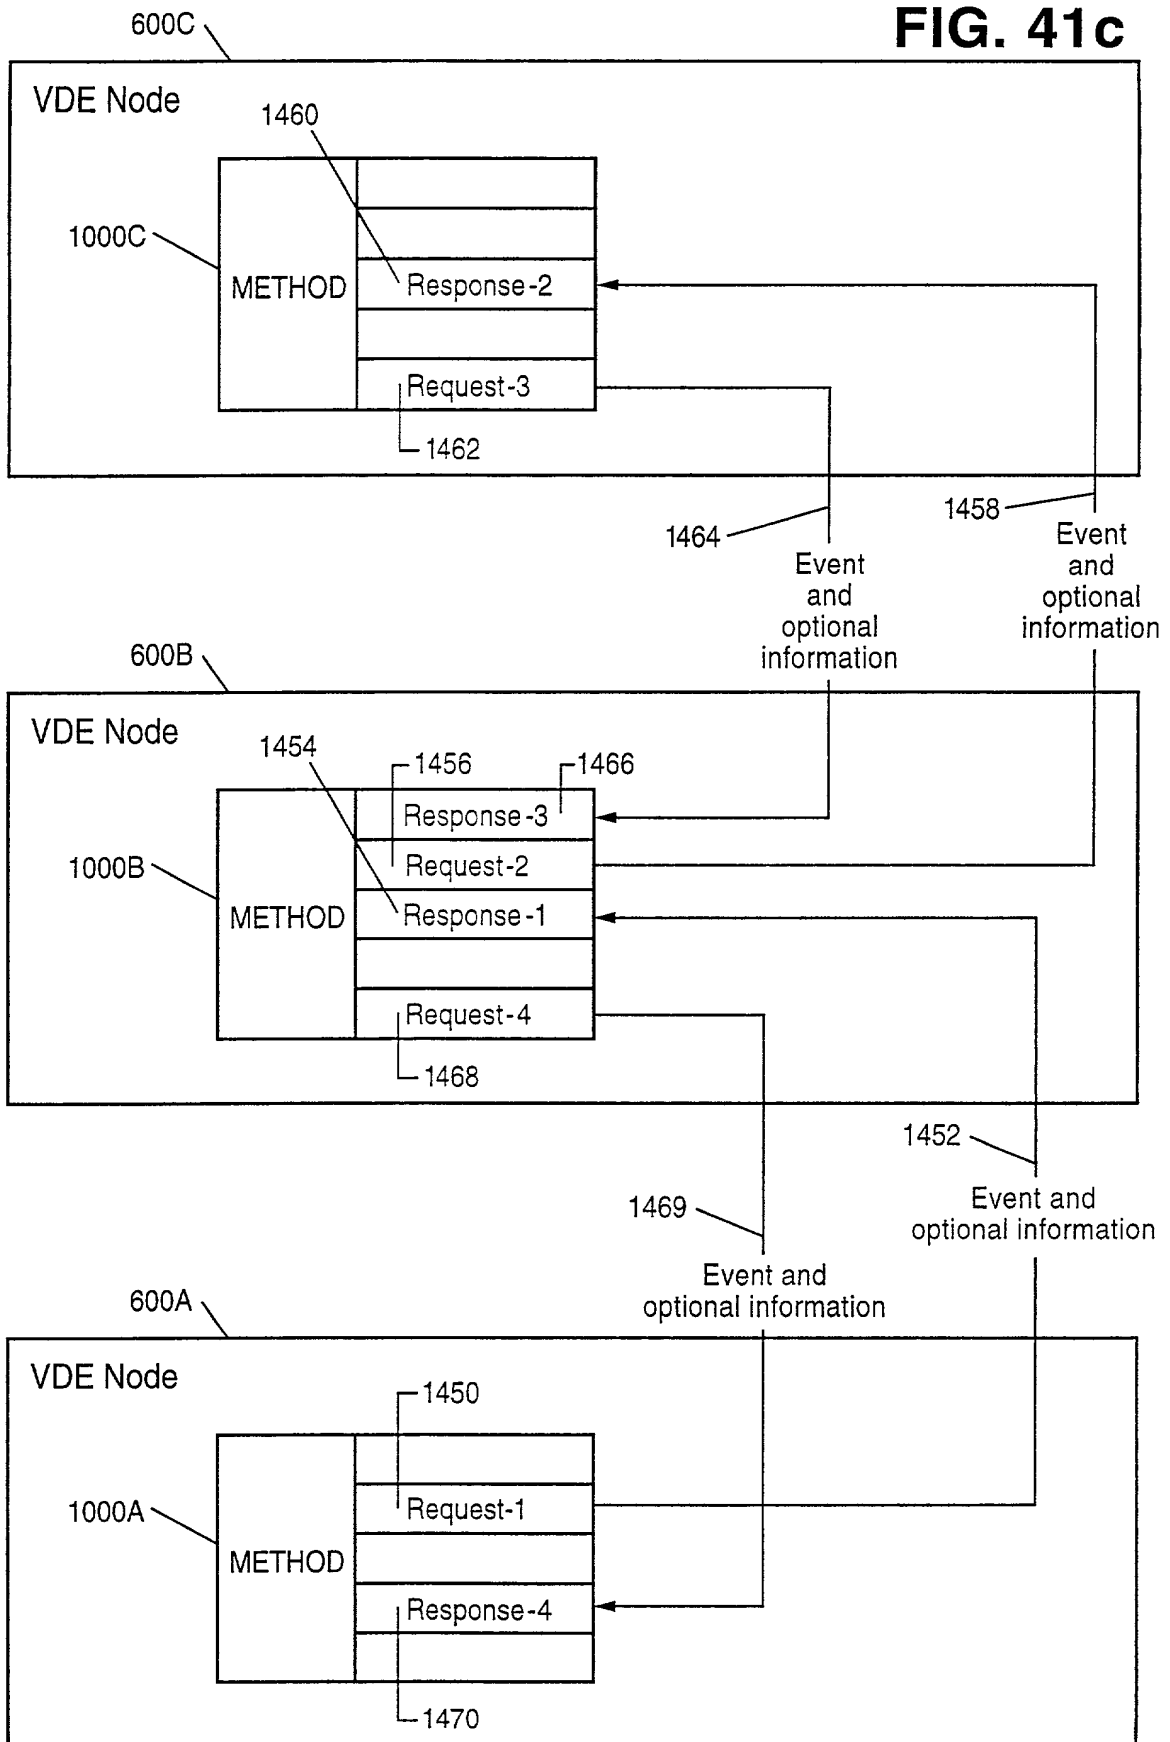 FIG. 41c
600C
VDE Node
1460
1000C
METHOD
Response-2
Request-3
1462
1464
1458
Event
and
optional
information
Event
and
optional
information
600B
VDE Node
1454
1456
1466
Response-3
1000B
Request-2
METHOD
Response-1
Request-4
1468
1452
1469
Event and
optional information
Event and
optional information
600A
VDE Node
1450
1000A
Request-1
METHOD
Response-4
1470